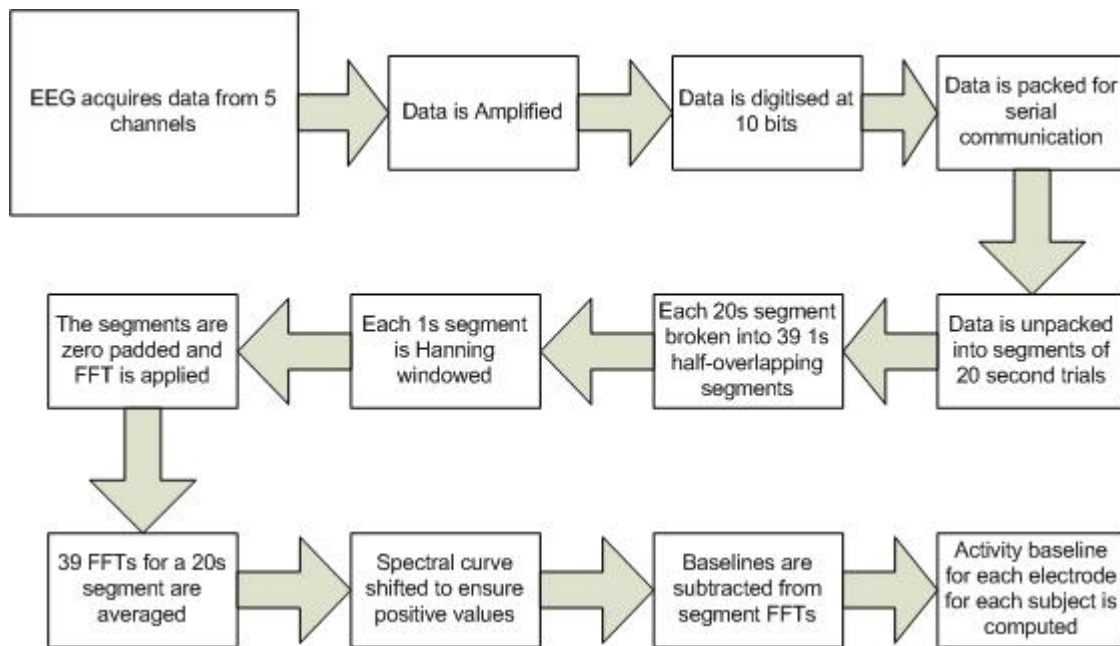 EEG acquires data from 5
channels
Data is Amplified
Data is digitised at
10 bits
Data is packed for
serial
communication
Data is unpacked
into segments of
20 second trials
Each 20s segment
broken into 39 1s
half-overlapping
segments
Each 1s segment
is Hanning
windowed
The segments are
zero padded and
FFT is applied
39 FFTs for a 20s
segment are
averaged
Spectral curve
shifted to ensure
positive values
Baselines are
subtracted from
segment FFTs
Activity baseline
for each electrode
for each subject is
computed